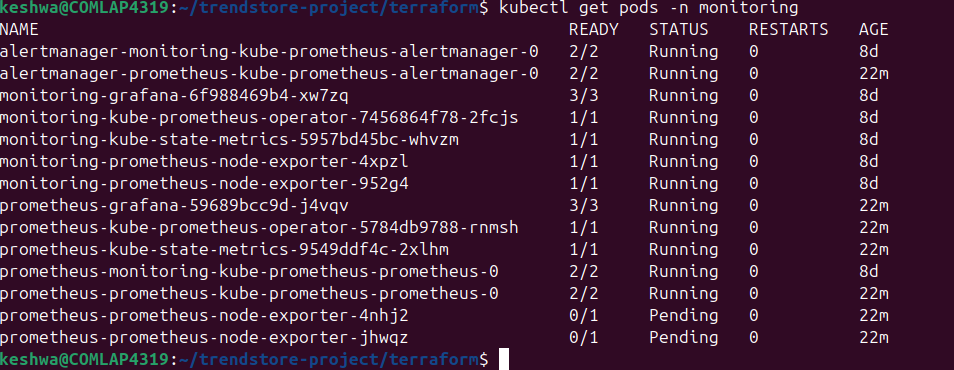 keshwa@COMLAP4319:~/trendstore-project/terraform$ kubectl get pods -n monitoring
NAME READY STATUS RESTARTS AGE
alertmanager-monitoring-kube-prometheus-alertmanager-0 2/2 Running 0 8d
alertmanager-prometheus-kube-prometheus-alertmanager-0 2/2 Running 0 22m
monitoring-grafana-6f988469b4-xw7zq 3/3 Running 0 8d
monitoring-kube-prometheus-operator-7456864f78-2fcjs 1/1 Running 0 8d
monitoring-kube-state-metrics-5957bd45bc-whvzm 1/1 Running 0 8d
monitoring-prometheus-node-exporter-4xpzl 1/1 Running 0 8d
monitoring-prometheus-node-exporter-952g4 1/1 Running 0 8d
prometheus-grafana-59689bcc9d-j4vqv 3/3 Running 0 22m
prometheus-kube-prometheus-operator-5784db9788-rnmsh 1/1 Running 0 22m
prometheus-kube-state-metrics-9549ddf4c-2xlhm 1/1 Running 0 22m
prometheus-monitoring-kube-prometheus-prometheus-0 2/2 Running 0 8d
prometheus-prometheus-kube-prometheus-prometheus-0 2/2 Running 0 22m
prometheus-prometheus-node-exporter-4nhj2 0/1 Pending 0 22m
prometheus-prometheus-node-exporter-jhwqz 0/1 Pending 0 22m
keshwa@COMLAP4319:~/trendstore-project/terraform$